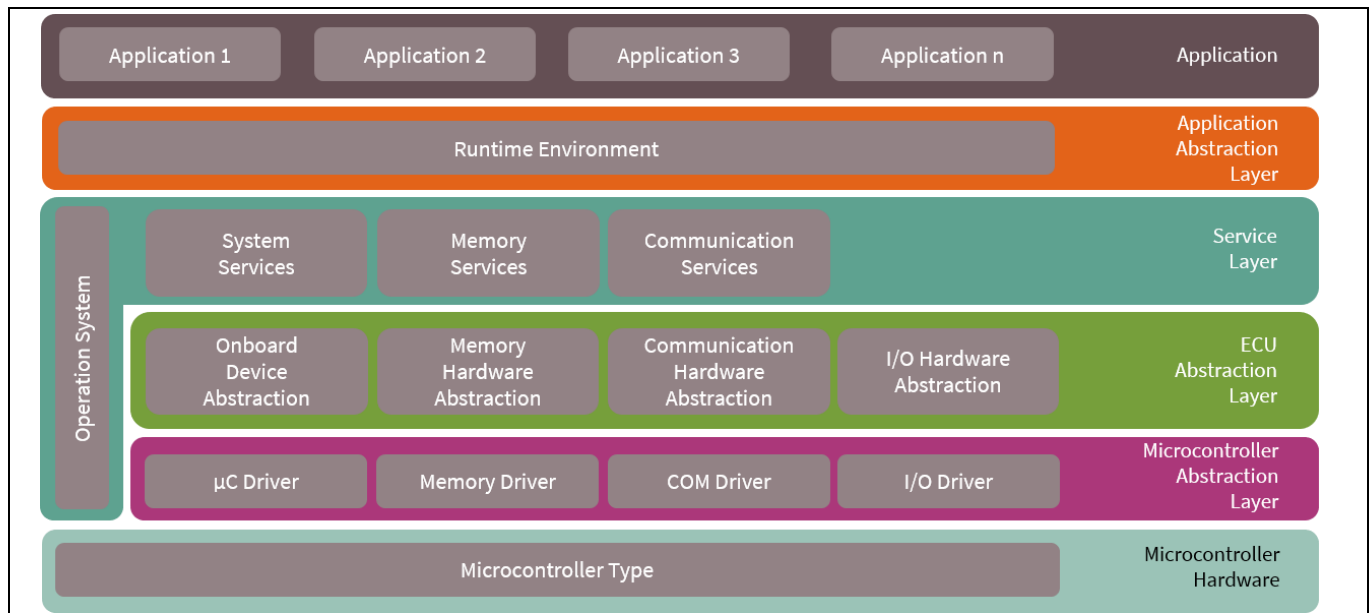 Application 1
Application 2
Application 3
Application n
Application
Runtime Environment
Application
Abstraction
Layer
Operation System
System
Services
Memory
Services
Communication
Services
Service
Layer
Onboard
Device
Abstraction
Memory
Hardware
Abstraction
Communication
Hardware
Abstraction
I/O Hardware
Abstraction
ECU
Abstraction
Layer
µC Driver
Memory Driver
COM Driver
I/O Driver
Microcontroller
Abstraction
Layer
Microcontroller Type
Microcontroller
Hardware